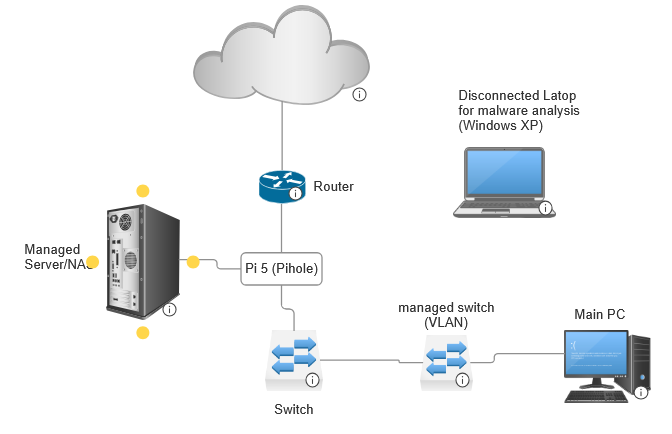 Disconnected Latop
for malware analysis
(Windows XP)
Router
Managed
Server/NAS
Pi 5 (Pihole)
managed switch
(VLAN)
Main PC
Switch